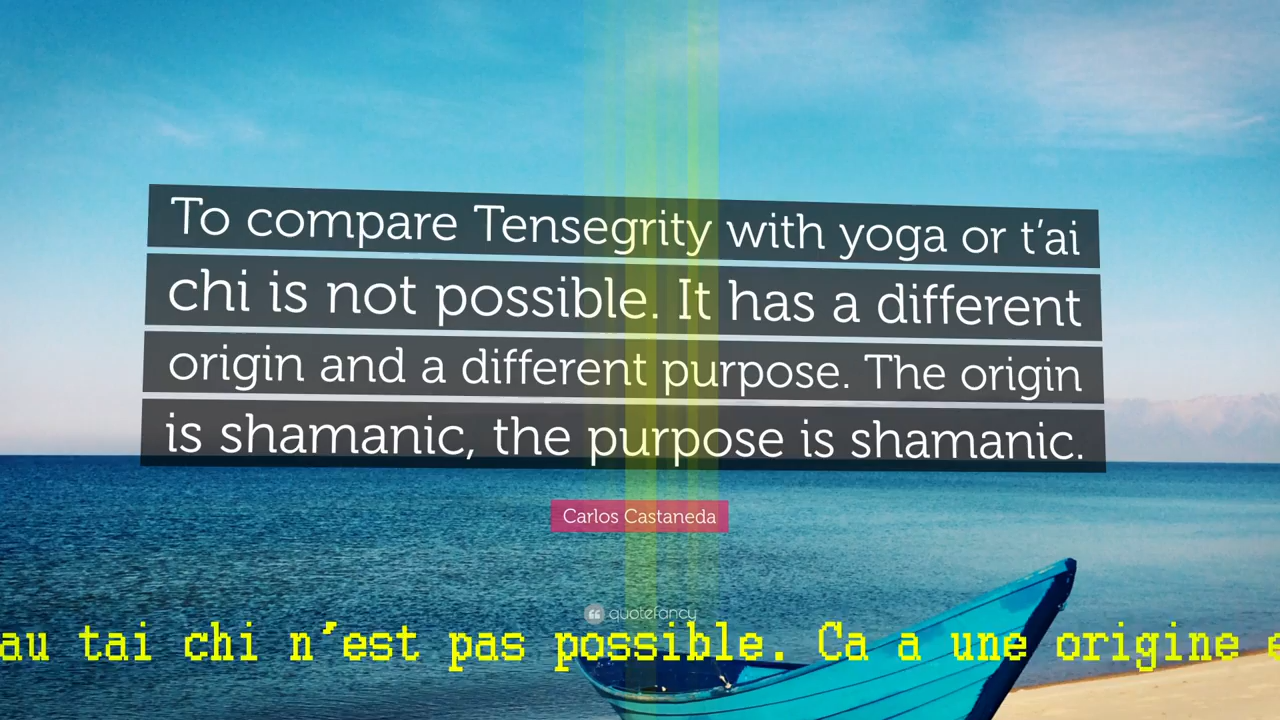 To compare Tensegrity with yoga or t’ai
chi is not possible. It has a different
origin and a different purpose. The origin
is shamanic, the purpose is shamanic.
Carlos Castaneda
quotefancy
au tai chi n’est pas possible. Ca a une origine e